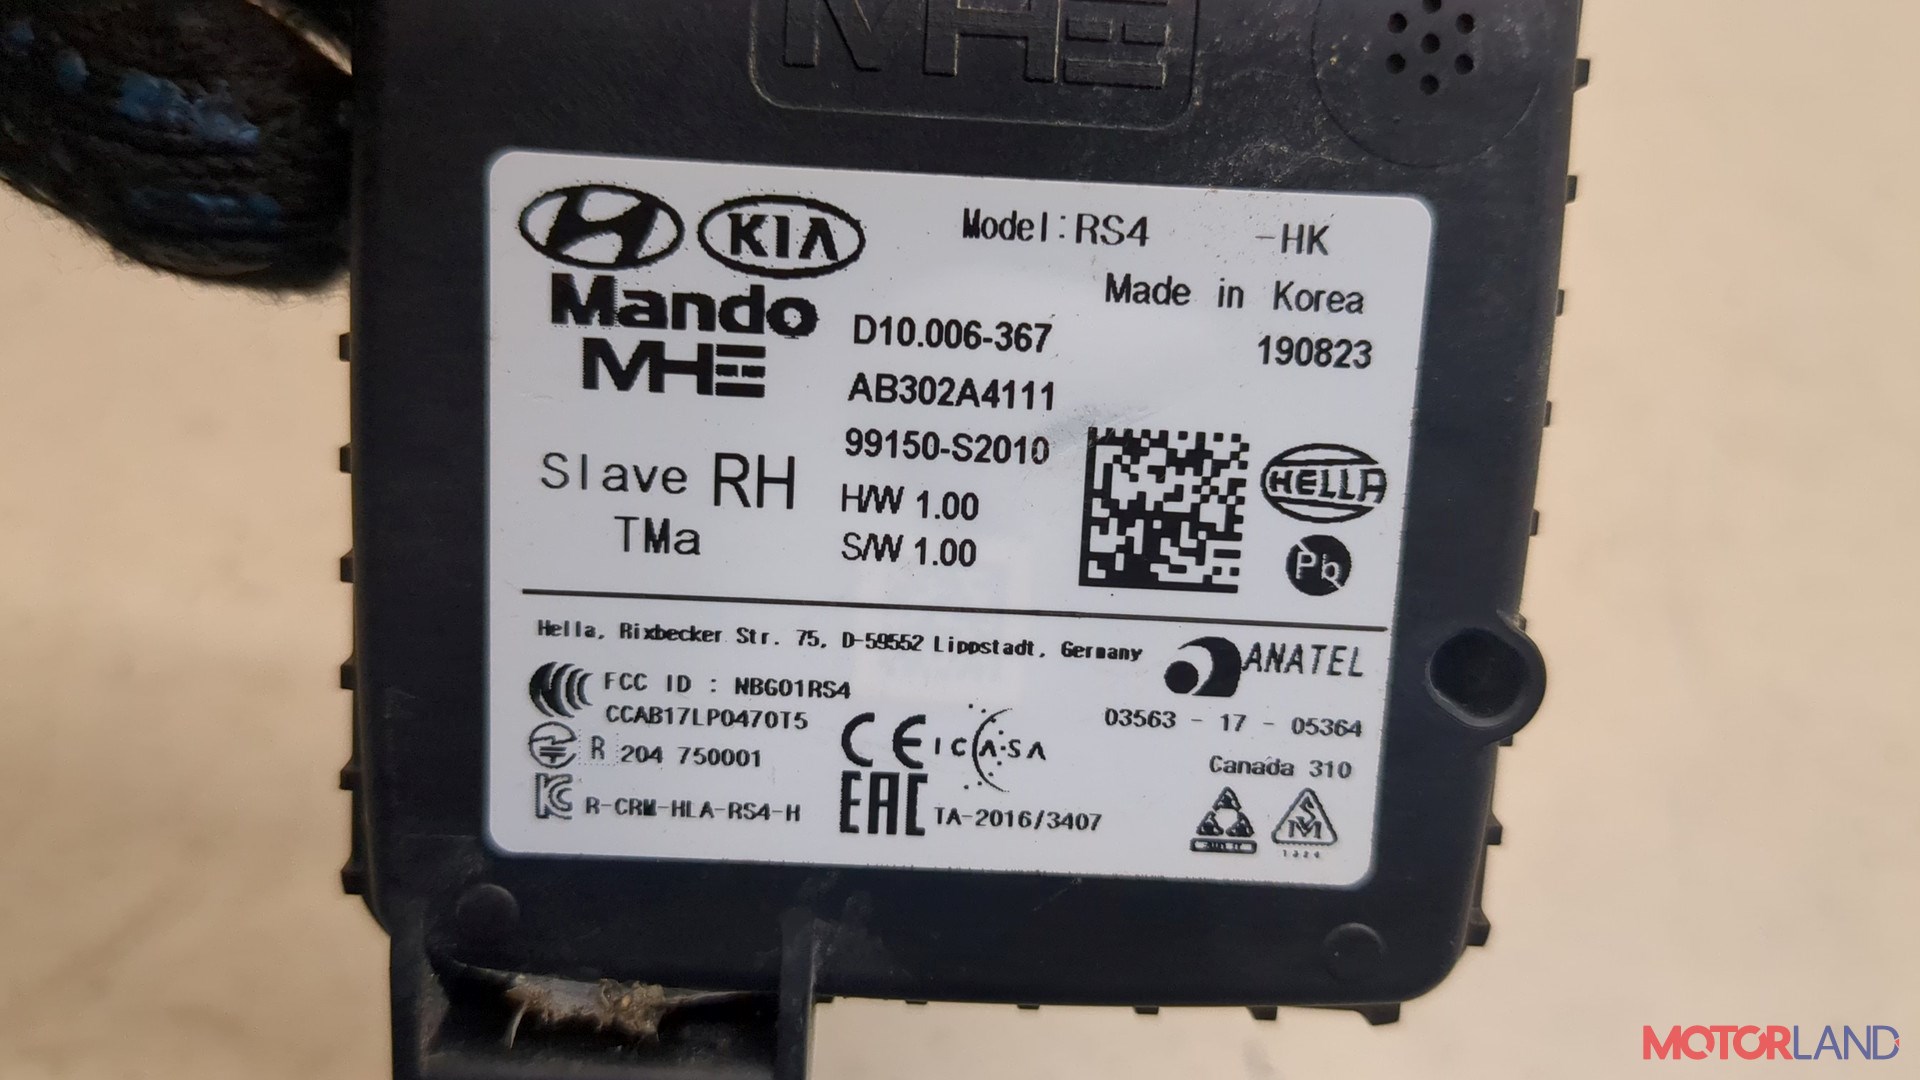 MHE
KIA
Model:RS4 -HK
Mando
Made in Korea
MHE
D10.006-367
190823
AB302A4111
99150-S2010
HELLA
Slave RH
H/W 1.00
TMa
S/W 1.00
Pb
Hella, Rixbecker Str. 75, D-59552 Lippstadt, Germany
ANATEL
FCC ID : NBG01RS4
CCAB17LP0470T5
03563 - 17 - 05364
R 204 750001
CE ICASA
Canada 310
R-CRM-HLA-RS4-H
EAC TA-2016/3407
MOTORLAND